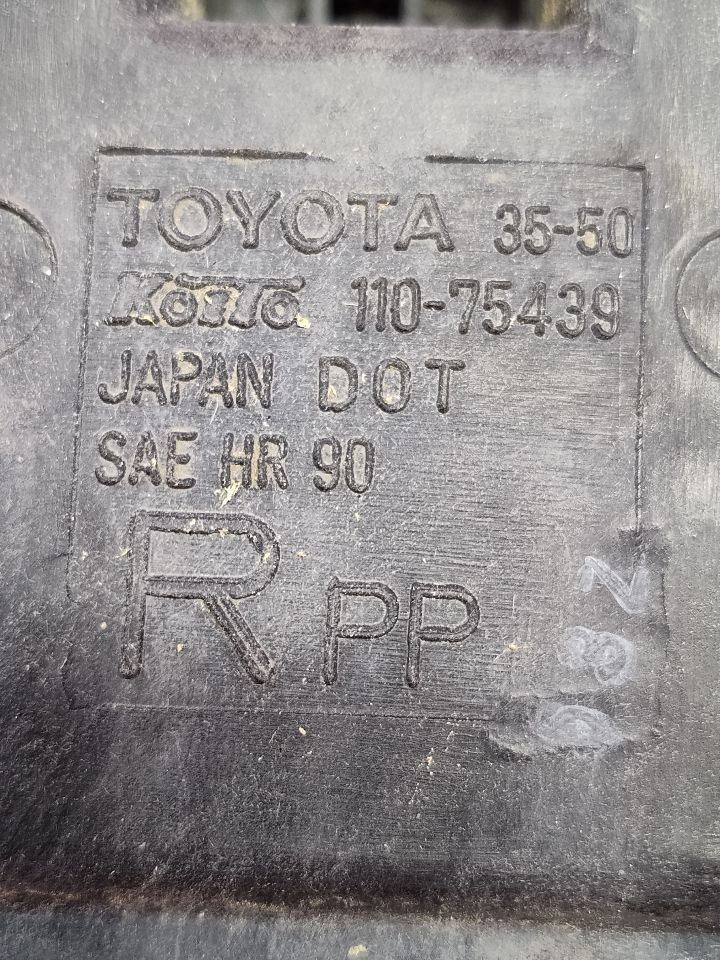 TOYOTA 35-50
KOITO 110-75439
JAPAN DOT
SAE HR 90
R PP